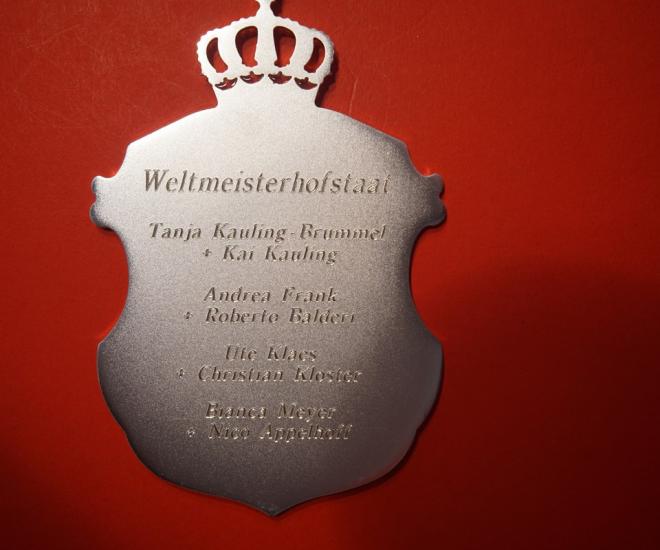 Weltmeisterhofstaat
Tanja Kauling-Brummel
+ Kai Kauling
Andrea Frank
+ Roberto Balderi
Ute Klaes
+ Christian Kloster
Bianca Meyer
+ Nico Appelhoff